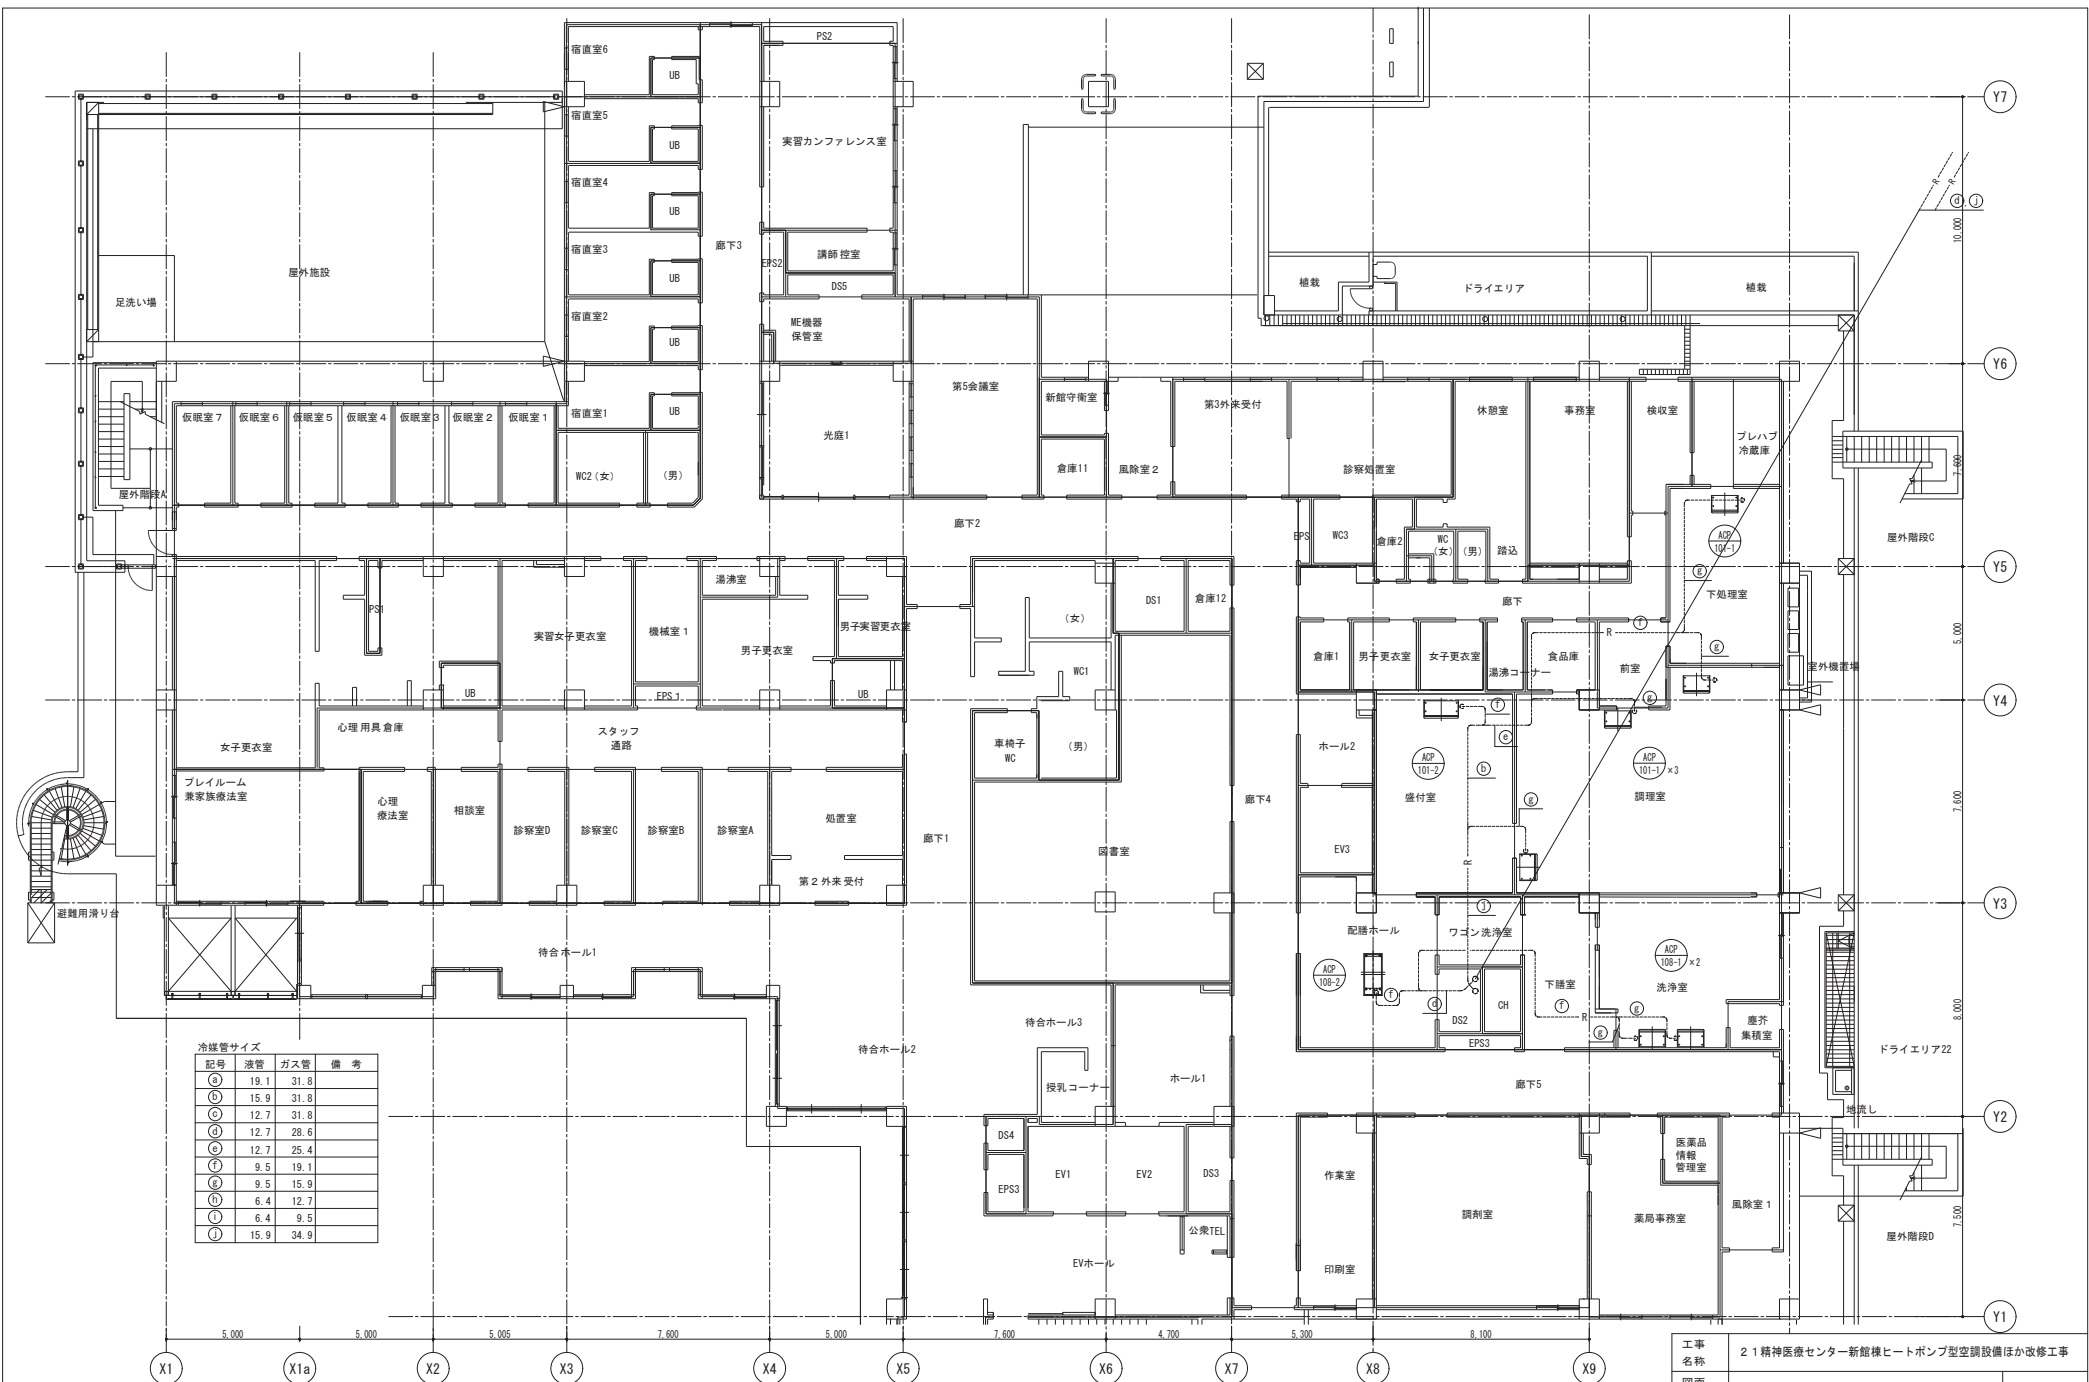 PS2
宿直室6
UB
Y7
宿直室5
UB
実習カンファレンス室
宿直室4
UB
R
R
d
j
10,000
廊下3
宿直室3
UB
EPS2
講師控室
DS5
屋外施設
足洗い場
植栽
ドライエリア
植栽
宿直室2
UB
ME機器
保管室
Y6
第5会議室
新館守衛室
第3外来受付
休憩室
事務室
検収室
宿直室1
UB
仮眠室7
仮眠室6
仮眠室5
仮眠室4
仮眠室3
仮眠室2
仮眠室1
光庭1
プレハブ
冷蔵庫
WC2(女)
(男)
倉庫11
風除室2
診察処置室
7,600
屋外階段A
廊下2
EPS
WC3
倉庫2
WC
(女)
(男)
踏込
ACP
101-1
屋外階段C
Y5
湯沸室
PS1
DS1
倉庫12
廊下
g
下処理室
実習女子更衣室
機械室1
男子更衣室
男子実習更衣室
(女)
f
R
g
5,000
倉庫1
男子更衣室
女子更衣室
湯沸コーナー
食品庫
前室
室外機置場
WC1
UB
EPS1
UB
g
Y4
心理用具倉庫
スタッフ
通路
女子更衣室
車椅子
WC
(男)
ホール2
f
e
ACP
101-2
b
盛付室
ACP
101-1
×3
調理室
g
プレイルーム
兼家族療法室
心理
療法室
相談室
診察室D
診察室C
診察室B
診察室A
処置室
廊下1
廊下4
7,600
図書室
EV3
R
第2外来受付
Y3
避難用滑り台
j
配膳ホール
ワゴン洗浄室
待合ホール1
ACP
108-1
×2
洗浄室
ACP
108-2
下膳室
f
d
f
g
DS2
CH
R
g
8,000
塵芥
集積室
EPS3
待合ホール3
待合ホール2
ドライエリア22
冷媒管サイズ
記号 液管 ガス管 備考
a 19.1 31.8
b 15.9 31.8
c 12.7 31.8
d 12.7 28.6
e 12.7 25.4
f 9.5 19.1
g 9.5 15.9
h 6.4 12.7
i 6.4 9.5
j 15.9 34.9
授乳コーナー
ホール1
廊下5
地流し
Y2
DS4
EPS3
EV1
EV2
DS3
作業室
医薬品
情報
管理室
調剤室
薬局事務室
風除室1
7,500
屋外階段D
公衆TEL
EVホール
印刷室
Y1
5,000
5,000
5,005
7,600
5,000
7,600
4,700
5,300
8,100
X1
X1a
X2
X3
X4
X5
X6
X7
X8
X9
工事
名称
21精神医療センター新館棟ヒートポンプ型空調設備ほか改修工事